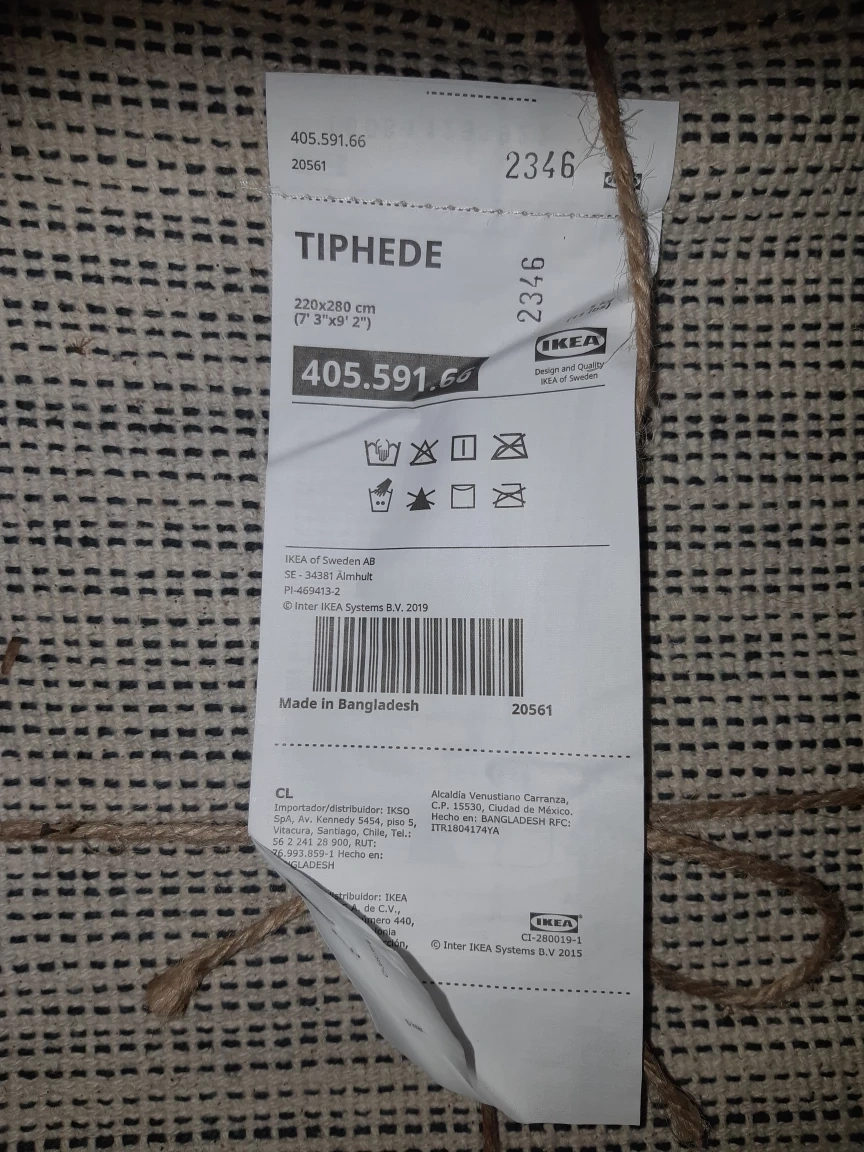 405.591.66
20561
2346
TIPHEDE
220x280 cm
(7' 3"x9' 2")
2346
405.591.66
IKEA
Design and Quality
IKEA of Sweden
IKEA of Sweden AB
SE - 34381 Älmhult
PI-469413-2
© Inter IKEA Systems B.V. 2019
Made in Bangladesh 20561
CL
Importador/distribuidor: IKSO
SpA, Av. Kennedy 5454, piso 5,
Vitacura, Santiago, Chile, Tel.:
56 2 241 28 900, RUT:
76.993.859-1 Hecho en:
IKEA
A. de C.V.,
440,
Alcaldía Venustiano Carranza,
C.P. 15530, Ciudad de México.
Hecho en: BANGLADESH RFC:
ITR1804174YA
IKEA
CI-280019-1
© Inter IKEA Systems B.V 2015